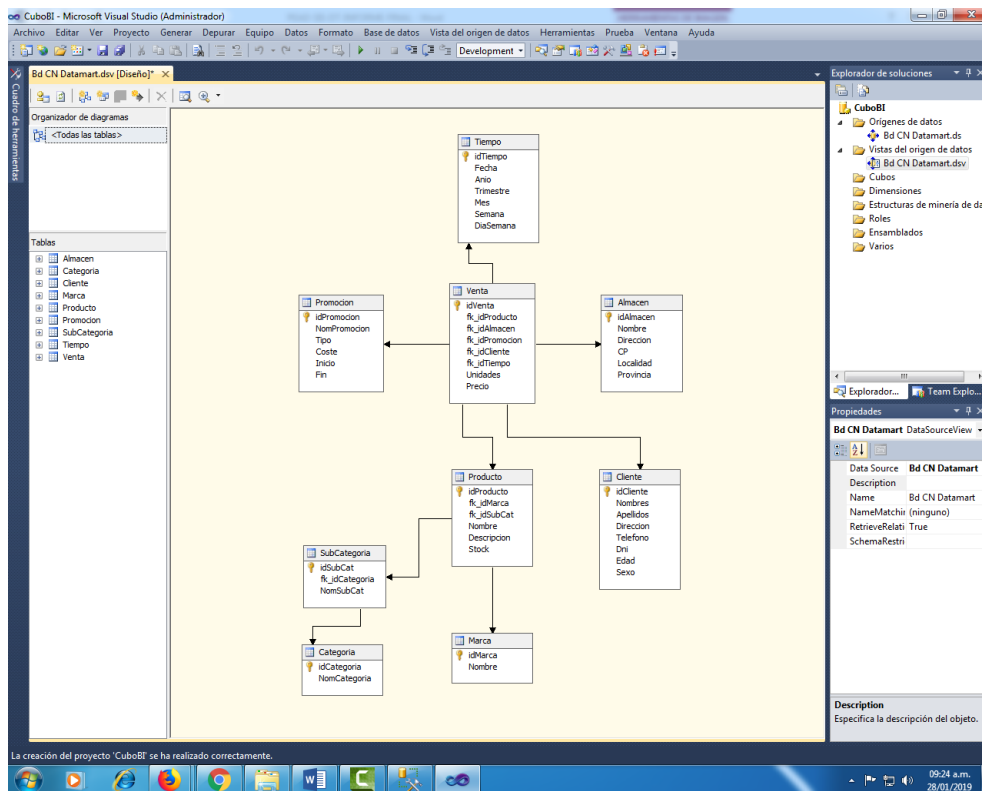 CuboBI - Microsoft Visual Studio (Administrador)
Archivo Editar Ver Proyecto Generar Depurar Equipo Datos Formato Base de datos Vista del origen de datos Herramientas Prueba Ventana Ayuda
Development
Cuadro de herramientas
Bd CN Datamart.dsv [Diseño]*
Organizador de diagramas
<Todas las tablas>
Tablas
Almacen
Categoria
Cliente
Marca
Producto
Promocion
SubCategoria
Tiempo
Venta
Tiempo
idTiempo
Fecha
Anio
Trimestre
Mes
Semana
DiaSemana
Promocion
idPromocion
NomPromocion
Tipo
Coste
Inicio
Fin
Venta
idVenta
fk_idProducto
fk_idAlmacen
fk_idPromocion
fk_idCliente
fk_idTiempo
Unidades
Precio
Almacen
idAlmacen
Nombre
Direccion
CP
Localidad
Provincia
Producto
idProducto
fk_idMarca
fk_idSubCat
Nombre
Descripcion
Stock
Cliente
idCliente
Nombres
Apellidos
Direccion
Telefono
Dni
Edad
Sexo
SubCategoria
idSubCat
fk_idCategoria
NomSubCat
Categoria
idCategoria
NomCategoria
Marca
idMarca
Nombre
Explorador de soluciones
CuboBI
Orígenes de datos
Bd CN Datamart.ds
Vistas del origen de datos
Bd CN Datamart.dsv
Cubos
Dimensiones
Estructuras de minería de da
Roles
Ensamblados
Varios
Explorador... Team Explo...
Propiedades
Bd CN Datamart DataSourceView
Data Source Bd CN Datamart
Description
Name Bd CN Datamart
NameMatchin (ninguno)
RetrieveRelati True
SchemaRestri
Description
Especifica la descripción del objeto.
La creación del proyecto 'CuboBI' se ha realizado correctamente.
09:24 a.m.
28/01/2019